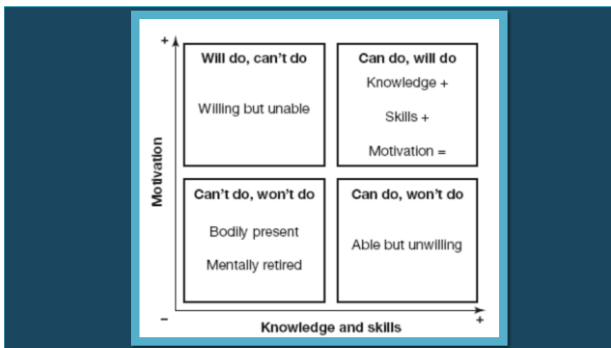 +
Will do, can't do
Willing but unable
Can do, will do
Knowledge +
Skills +
Motivation =
Motivation
Can't do, won't do
Bodily present
Mentally retired
Can do, won't do
Able but unwilling
–
Knowledge and skills
+